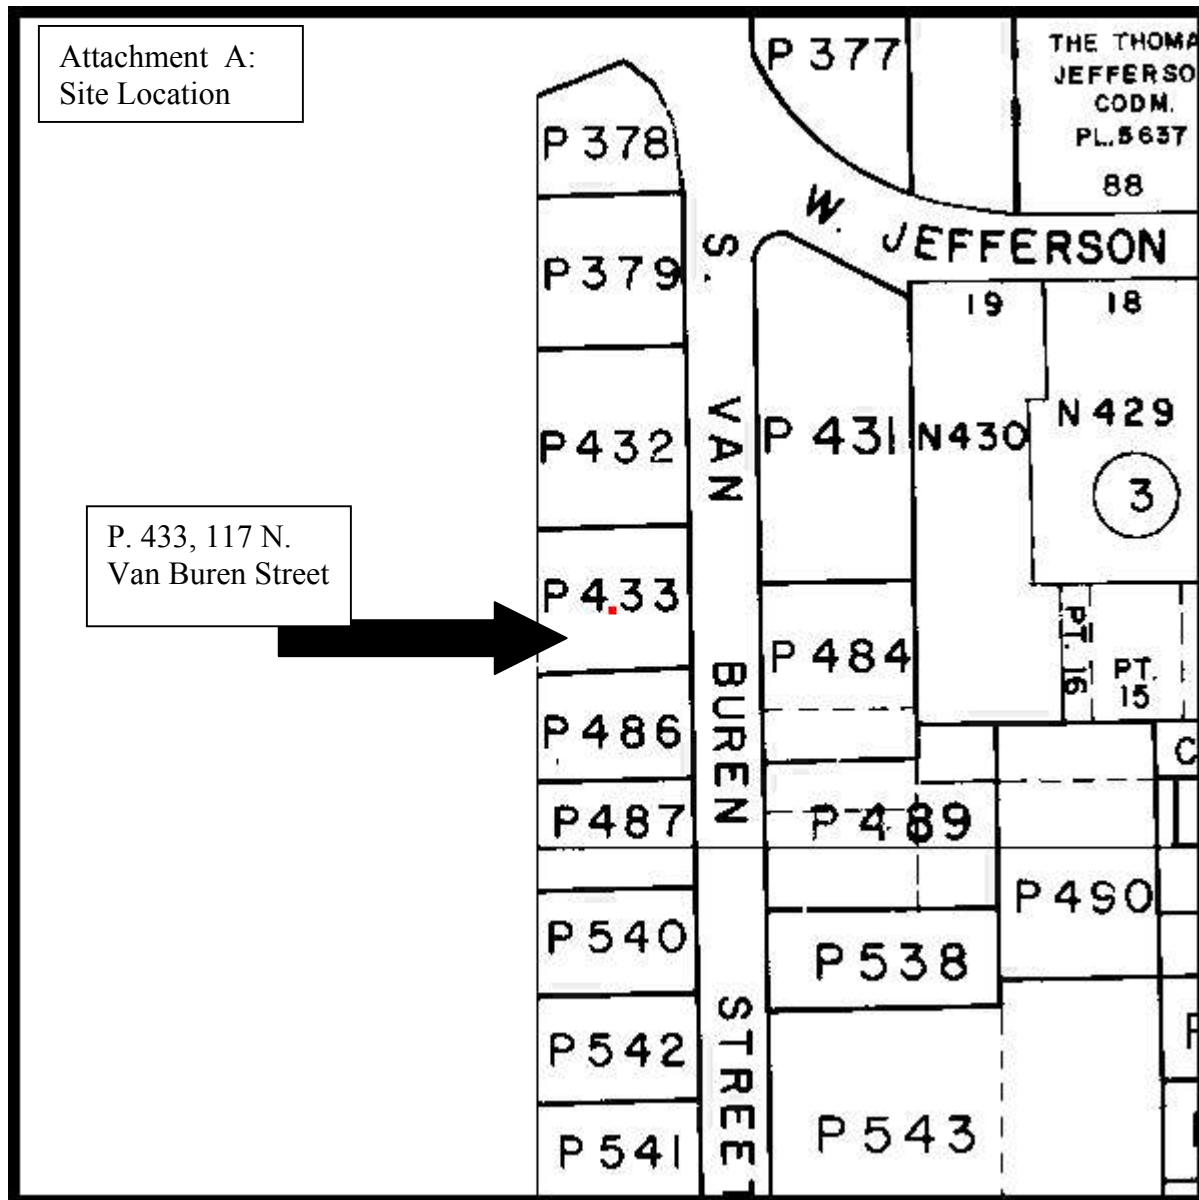 Attachment A:
Site Location
P 377
THE THOMA
JEFFERSO
CODM.
PL. 5637
88
P 378
W. JEFFERSON
P 379
S. VAN BUREN STREET
19
18
P 432
P 431
N 430
N 429
3
P. 433, 117 N.
Van Buren Street
P 433
P 484
PT. 16
PT.
15
P 486
C
P 487
P 489
P 490
P 540
P 538
P 542
P 543
P 541